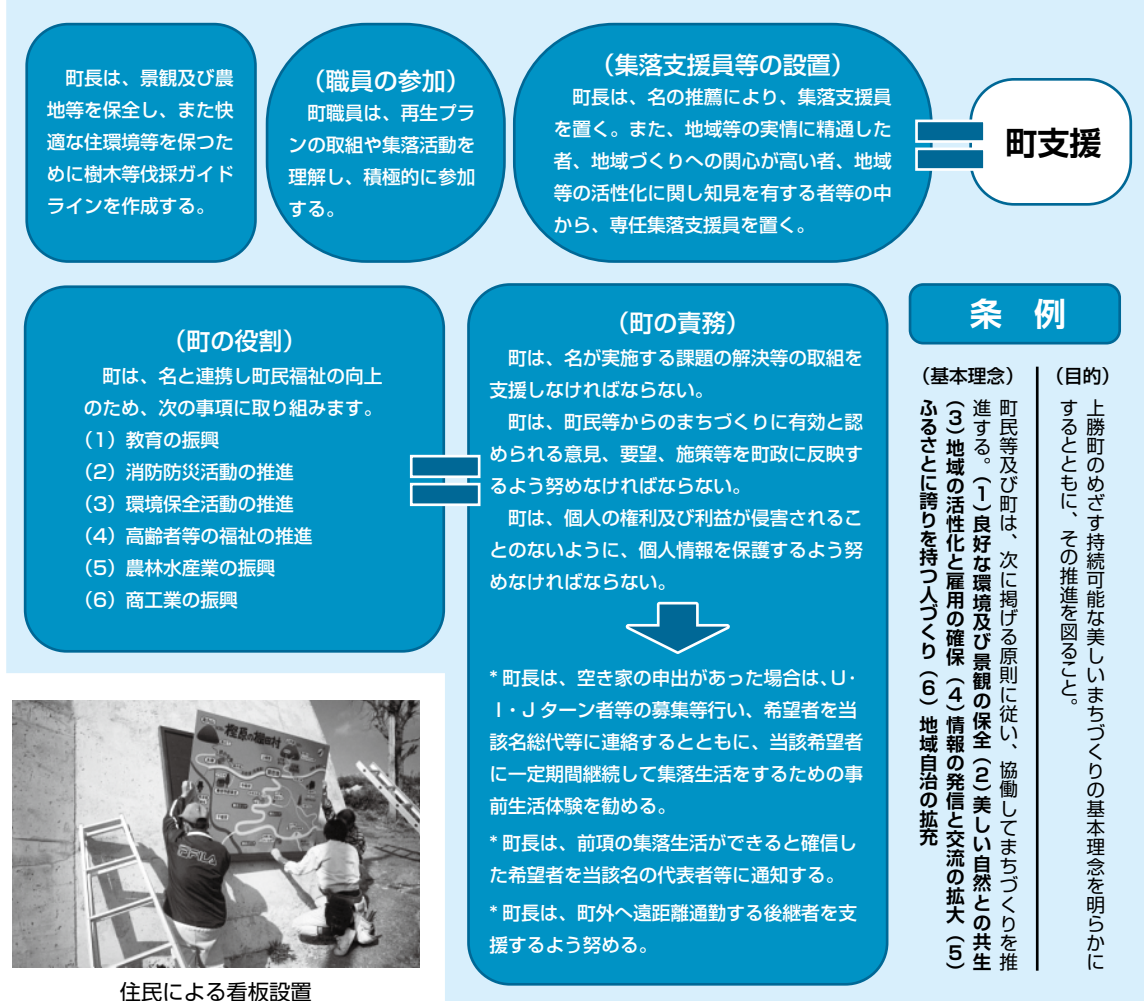 町長は、景観及び農
地等を保全し、また快
適な住環境等を保つた
めに樹木等伐採ガイド
ラインを作成する。
（職員の参加）
町職員は、再生プラ
ンの取組や集落活動を
理解し、積極的に参加
する。
（集落支援員等の設置）
町長は、名の推薦により、集落支援員
を置く。また、地域等の実情に精通した
者、地域づくりへの関心が高い者、地域
等の活性化に関し知見を有する者等の中
から、専任集落支援員を置く。
町支援
条 例
（目的）
上勝町のめざす持続可能な美しいまちづくりの基本理念を明らかに
するとともに、その推進を図ること。
（基本理念）
町民等及び町は、次に掲げる原則に従い、協働してまちづくりを推
進する。（1）良好な環境及び景観の保全（2）美しい自然との共生
（3）地域の活性化と雇用の確保（4）情報の発信と交流の拡大（5）
ふるさとに誇りを持つ人づくり（6）地域自治の拡充
（町の責務）
町は、名が実施する課題の解決等の取組を
支援しなければならない。
町は、町民等からのまちづくりに有効と認
められる意見、要望、施策等を町政に反映す
るよう努めなければならない。
町は、個人の権利及び利益が侵害されるこ
とのないように、個人情報を保護するよう努
めなければならない。
*町長は、空き家の申出があった場合は、U・
I・Jターン者等の募集等行い、希望者を当
該名総代等に連絡するとともに、当該希望者
に一定期間継続して集落生活をするための事
前生活体験を勧める。
*町長は、前項の集落生活ができると確信し
た希望者を当該名の代表者等に通知する。
*町長は、町外へ遠距離通勤する後継者を支
援するよう努める。
（町の役割）
町は、名と連携し町民福祉の向上
のため、次の事項に取り組みます。
（1）教育の振興
（2）消防防災活動の推進
（3）環境保全活動の推進
（4）高齢者等の福祉の推進
（5）農林水産業の振興
（6）商工業の振興
樫原の棚田村
FILA
住民による看板設置